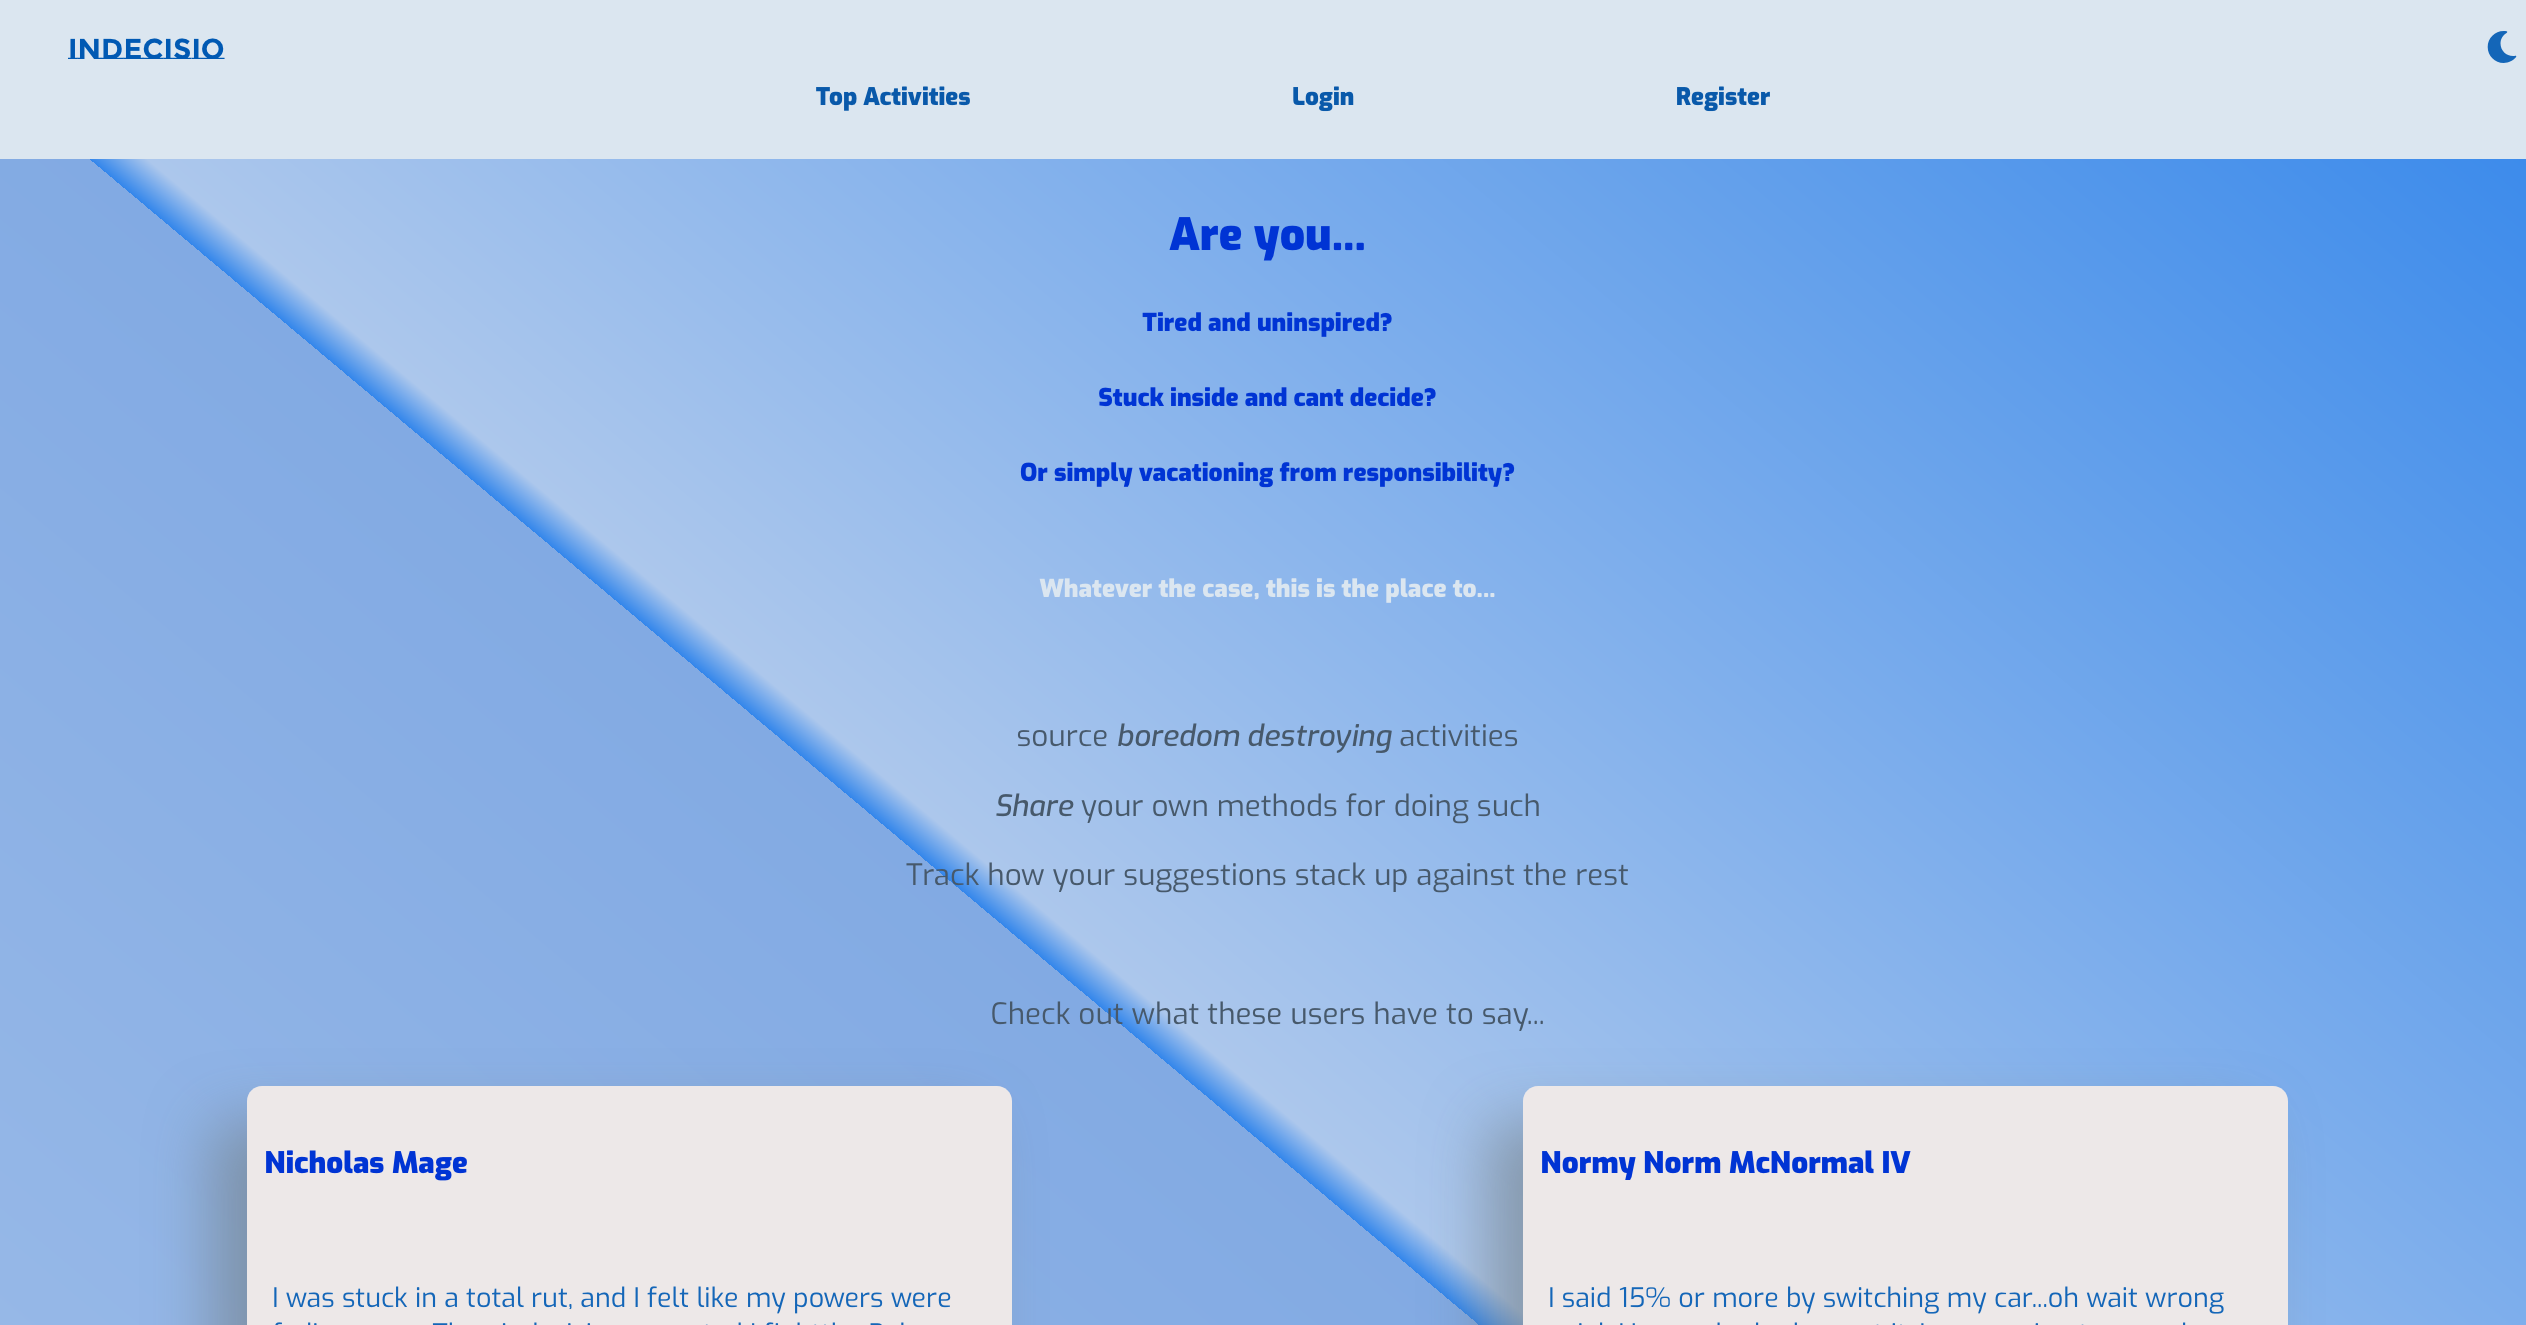 INDECISIO
Top Activities Login Register
Are you...
Tired and uninspired?
Stuck inside and cant decide?
Or simply vacationing from responsibility?
Whatever the case, this is the place to...
source boredom destroying activities
Share your own methods for doing such
Track how your suggestions stack up against the rest
Check out what these users have to say...
Nicholas Mage
I was stuck in a total rut, and I felt like my powers were
Normy Norm McNormal IV
I said 15% or more by switching my car...oh wait wrong